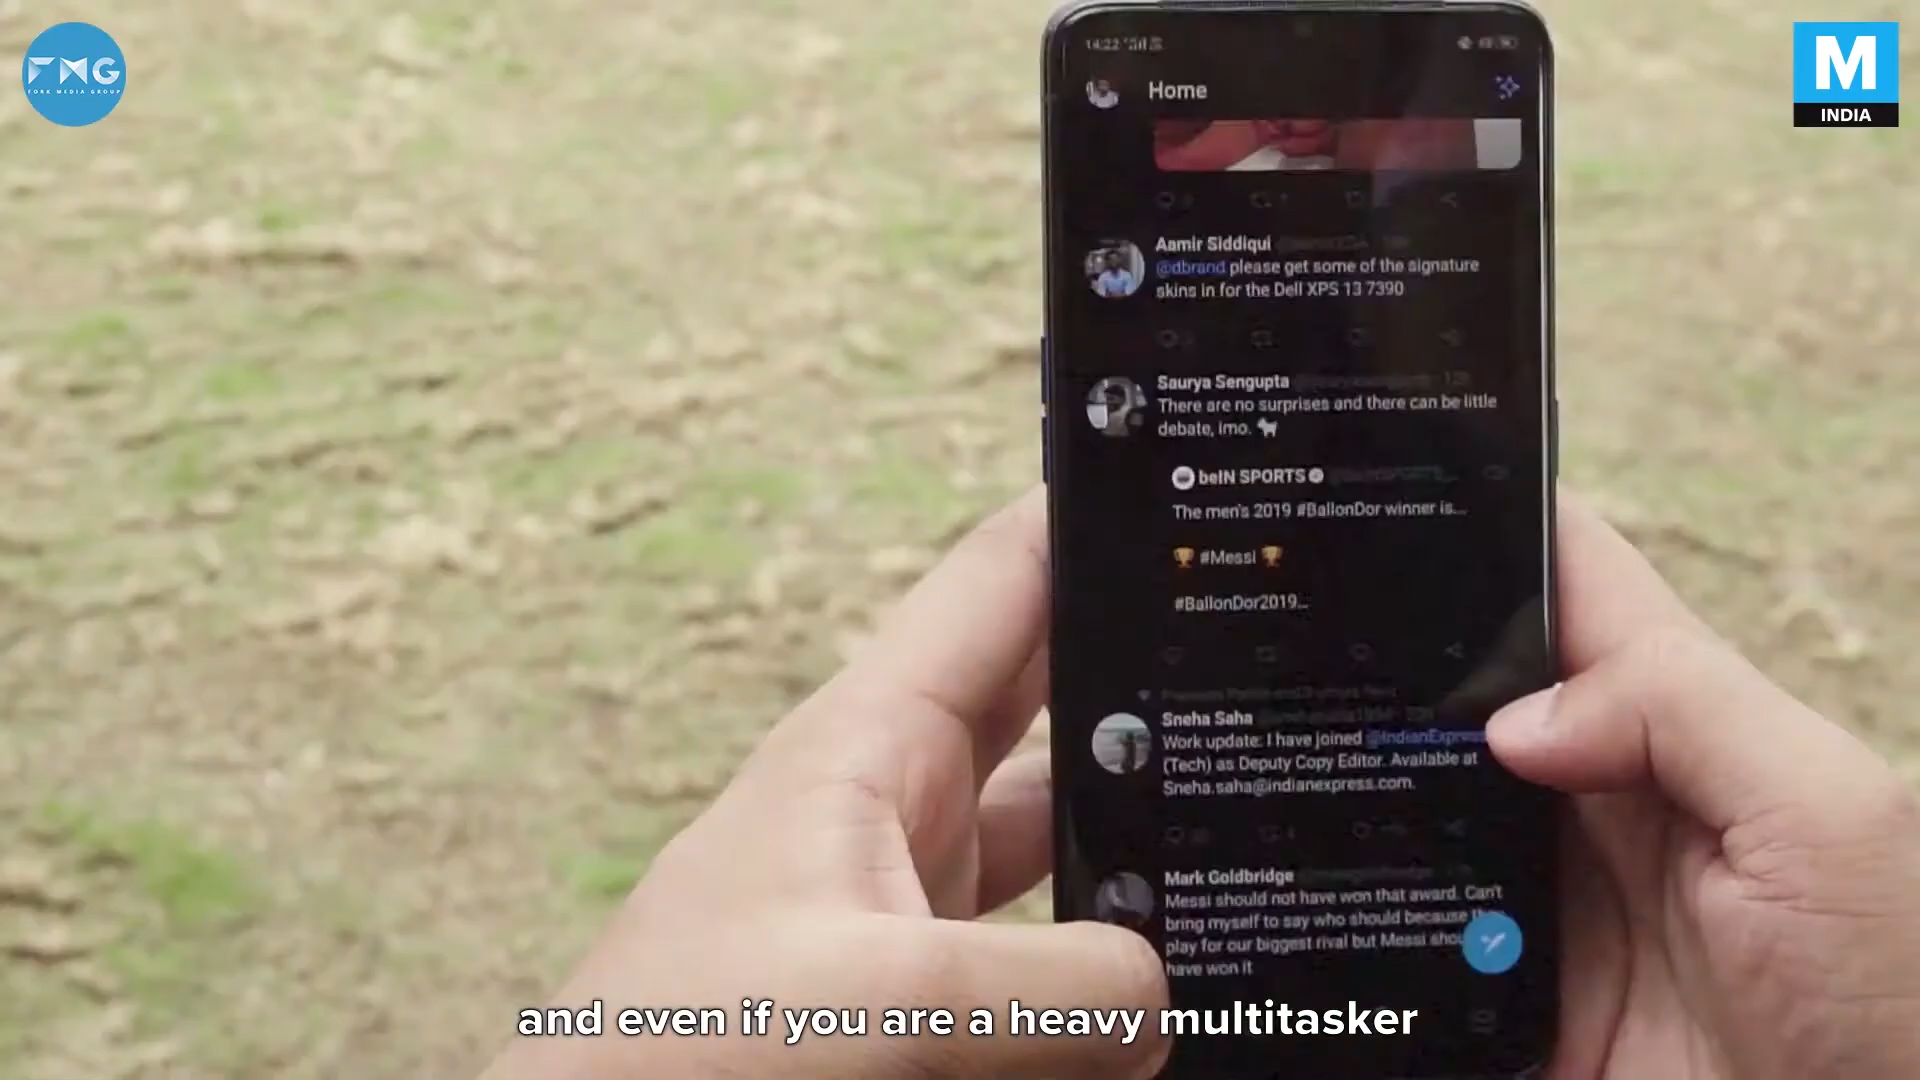 FMG
FORK MEDIA GROUP
M
INDIA
14:22
Home
Aamir Siddiqui
@dbrand please get some of the signature
skins in for the Dell XPS 13 7390
Saurya Sengupta
There are no surprises and there can be little
debate, imo.
beIN SPORTS
The men's 2019 #BallonDor winner is...
#Messi
#BallonDor2019...
Sneha Saha
Work update: I have joined @IndianExpress
(Tech) as Deputy Copy Editor. Available at
Sneha.saha@indianexpress.com.
Mark Goldbridge
Messi should not have won that award. Can't
bring myself to say who should because they
play for our biggest rival but Messi shou
have won it
and even if you are a heavy multitasker